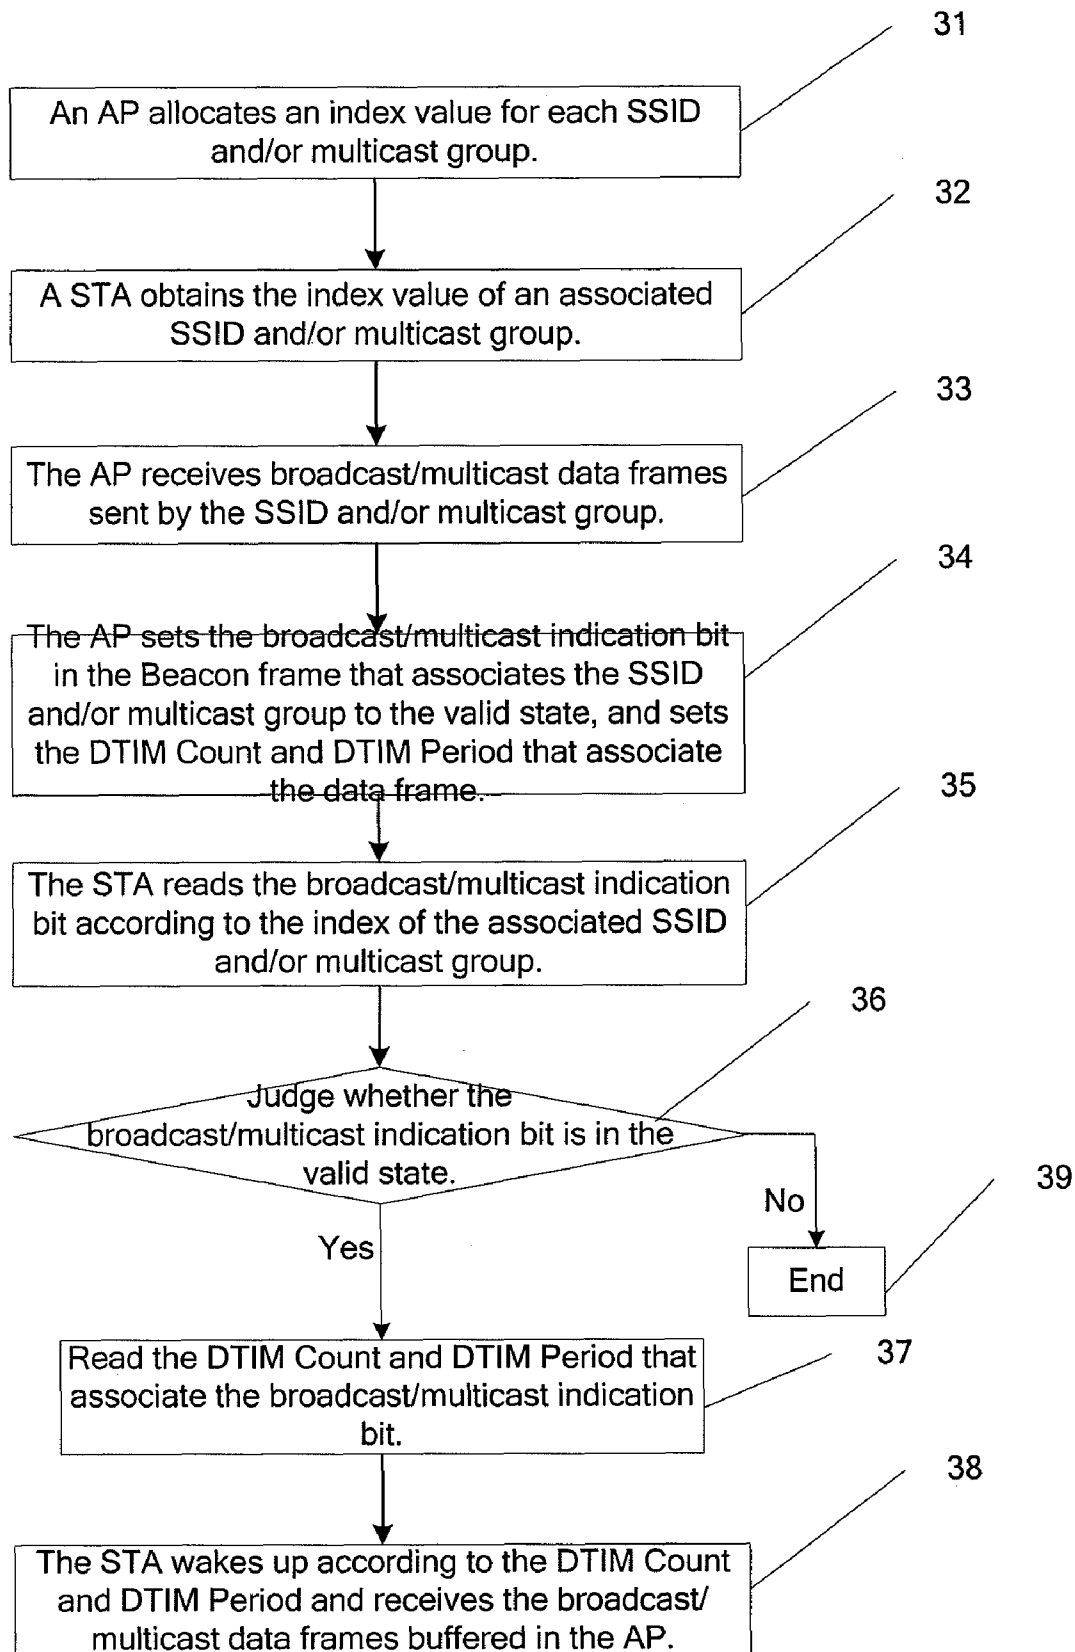 31
An AP allocates an index value for each SSID
and/or multicast group.
32
A STA obtains the index value of an associated
SSID and/or multicast group.
33
The AP receives broadcast/multicast data frames
sent by the SSID and/or multicast group.
34
The AP sets the broadcast/multicast indication bit
in the Beacon frame that associates the SSID
and/or multicast group to the valid state, and sets
the DTIM Count and DTIM Period that associate
the data frame.
35
The STA reads the broadcast/multicast indication
bit according to the index of the associated SSID
and/or multicast group.
36
Judge whether the
broadcast/multicast indication bit is in the
valid state.
39
No
Yes
End
37
Read the DTIM Count and DTIM Period that
associate the broadcast/multicast indication
bit.
38
The STA wakes up according to the DTIM Count
and DTIM Period and receives the broadcast/
multicast data frames buffered in the AP.